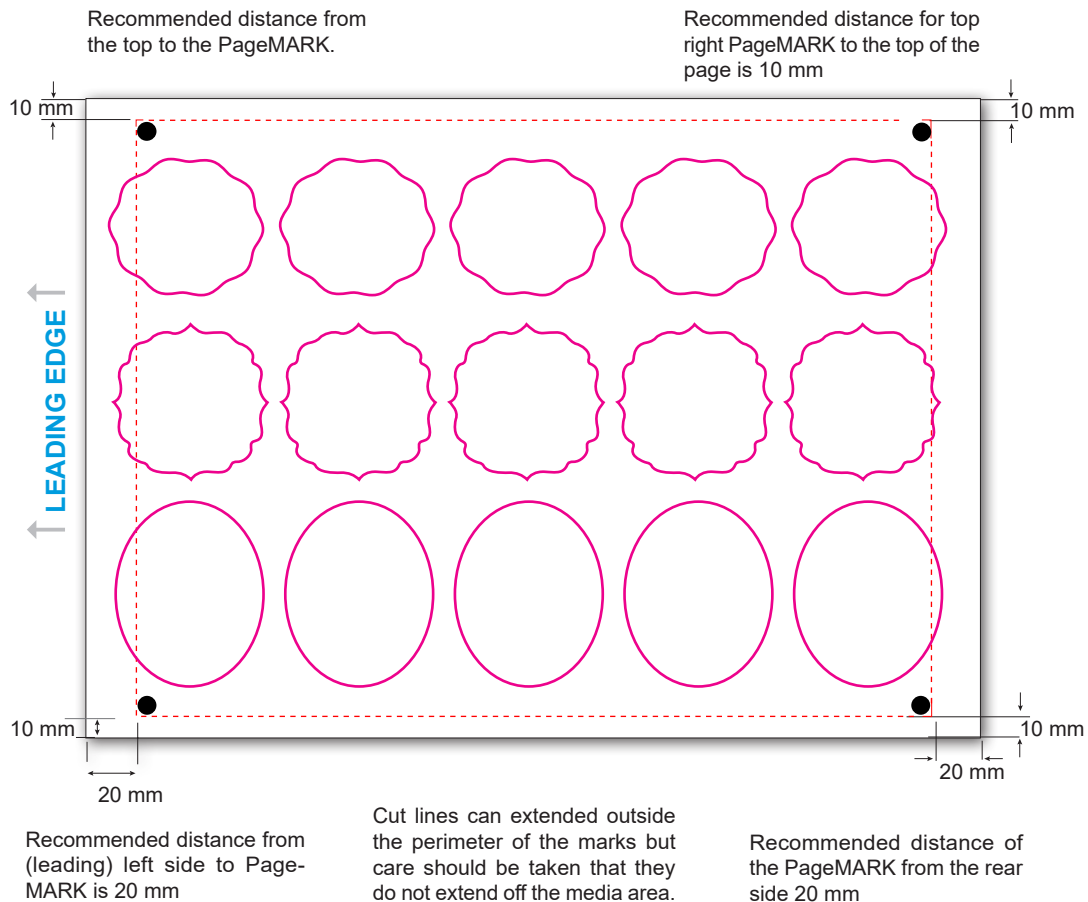 Recommended distance from
the top to the PageMARK.
Recommended distance for top
right PageMARK to the top of the
page is 10 mm
10 mm
10 mm
LEADING EDGE
10 mm
10 mm
20 mm
20 mm
Recommended distance from
(leading) left side to Page-
MARK is 20 mm
Cut lines can extended outside
the perimeter of the marks but
care should be taken that they
do not extend off the media area.
Recommended distance of
the PageMARK from the rear
side 20 mm